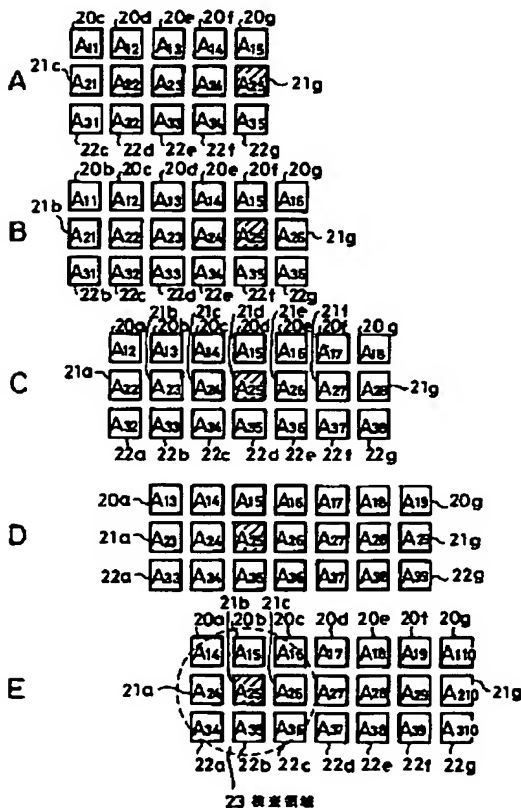 20c 20d 20e 20f 20g
A11 A12 A13 A14 A15
A 21c A21 A22 A23 A24 A25 21g
A31 A32 A33 A34 A35
22c 22d 22e 22f 22g
20b 20c 20d 20e 20f 20g
A11 A12 A13 A14 A15 A16
21b
B A21 A22 A23 A24 A25 A26 21g
A31 A32 A33 A34 A35 A36
22b 22c 22d 22e 22f 22g
21b 21c 21d 21e 21f
20a 20b 20c 20d 20e 20f 20g
A12 A13 A14 A15 A16 A17 A18
C 21a A22 A23 A24 A25 A26 A27 A28 21g
A32 A33 A34 A35 A36 A37 A38
22a 22b 22c 22d 22e 22f 22g
20a A13 A14 A15 A16 A17 A18 A19 20g
D 21a A23 A24 A25 A26 A27 A28 A29 21g
22a A33 A34 A35 A36 A37 A38 A39 22g
21b 21c
20a 20b 20c 20d 20e 20f 20g
A14 A15 A16 A17 A18 A19 A110
E 21a A24 A25 A26 A27 A28 A29 A210 21g
A34 A35 A36 A37 A38 A39 A310
22a 22b 22c 22d 22e 22f 22g
23 検査領域